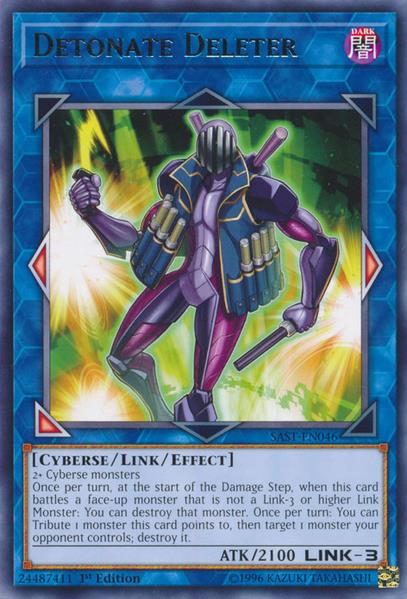 DETONATE DELETER
DARK
闇
SAST-EN046
[CYBERSE/LINK/EFFECT]
2+ Cyberse monsters
Once per turn, at the start of the Damage Step, when this card
battles a face-up monster that is not a Link-3 or higher Link
Monster: You can destroy that monster. Once per turn: You can
Tribute 1 monster this card points to, then target 1 monster your
opponent controls; destroy it.
ATK/2100 LINK-3
24487411 1st Edition ©1996 KAZUKI TAKAHASHI